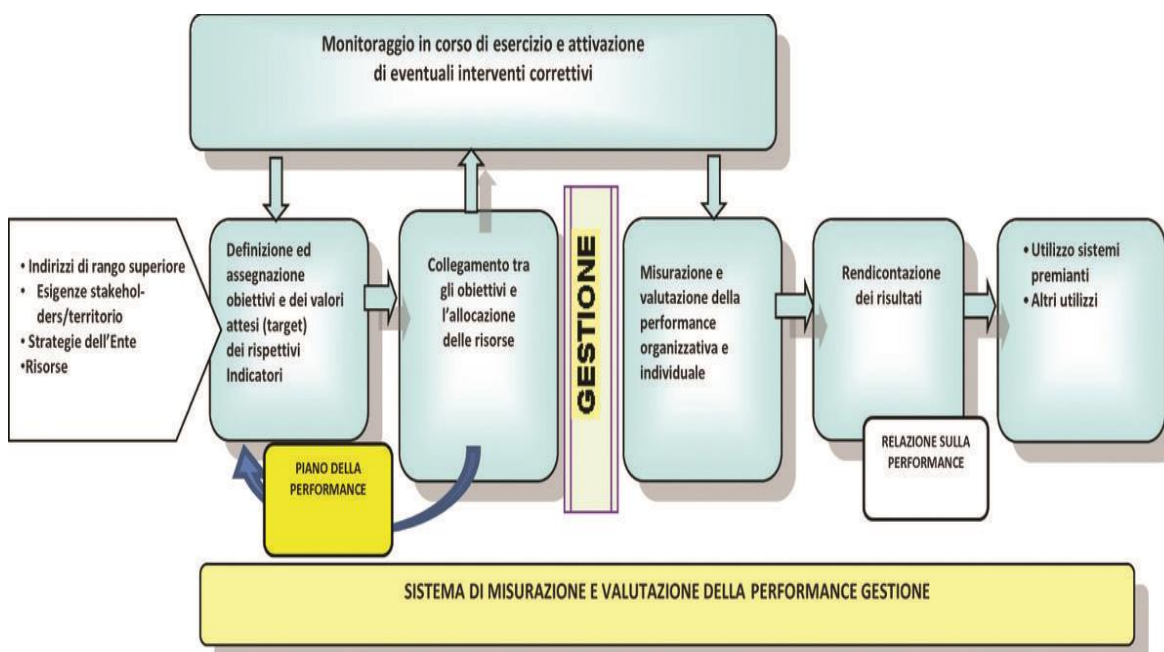 Monitoraggio in corso di esercizio e attivazione
di eventuali interventi correttivi
• Indirizzi di rango superiore
• Esigenze stakehol-
ders/territorio
• Strategie dell'Ente
•Risorse
Definizione ed
assegnazione
obiettivi e dei valori
attesi (target)
dei rispettivi
Indicatori
Collegamento tra
gli obiettivi e
l'allocazione
delle risorse
GESTIONE
Misurazione e
valutazione della
performance
organizzativa e
individuale
Rendicontazione
dei risultati
• Utilizzo sistemi
premianti
• Altri utilizzi
PIANO DELLA
PERFORMANCE
RELAZIONE SULLA
PERFORMANCE
SISTEMA DI MISURAZIONE E VALUTAZIONE DELLA PERFORMANCE GESTIONE